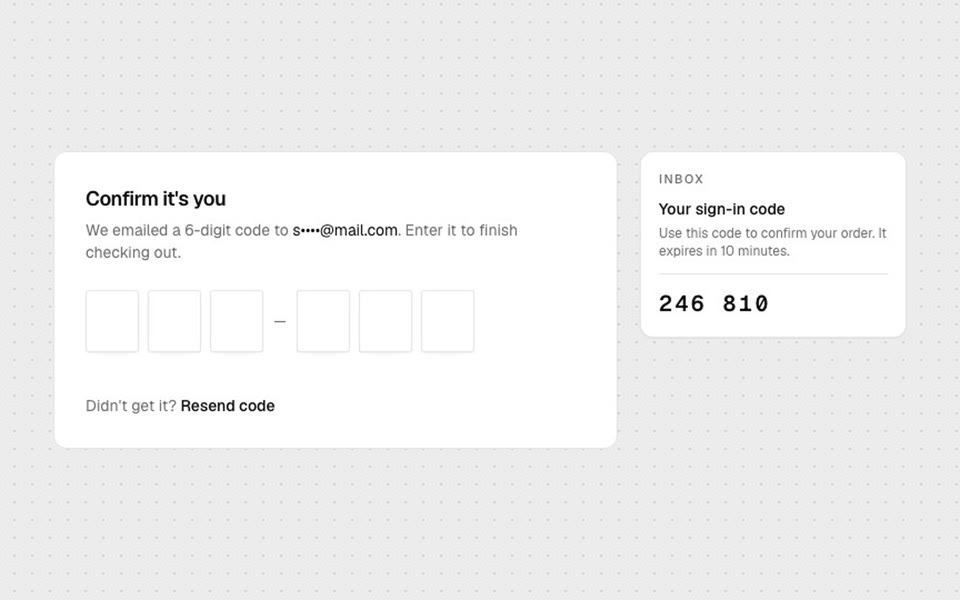 Confirm it's you
We emailed a 6-digit code to s••••@mail.com. Enter it to finish
checking out.
–
Didn't get it? Resend code
INBOX
Your sign-in code
Use this code to confirm your order. It
expires in 10 minutes.
246 810